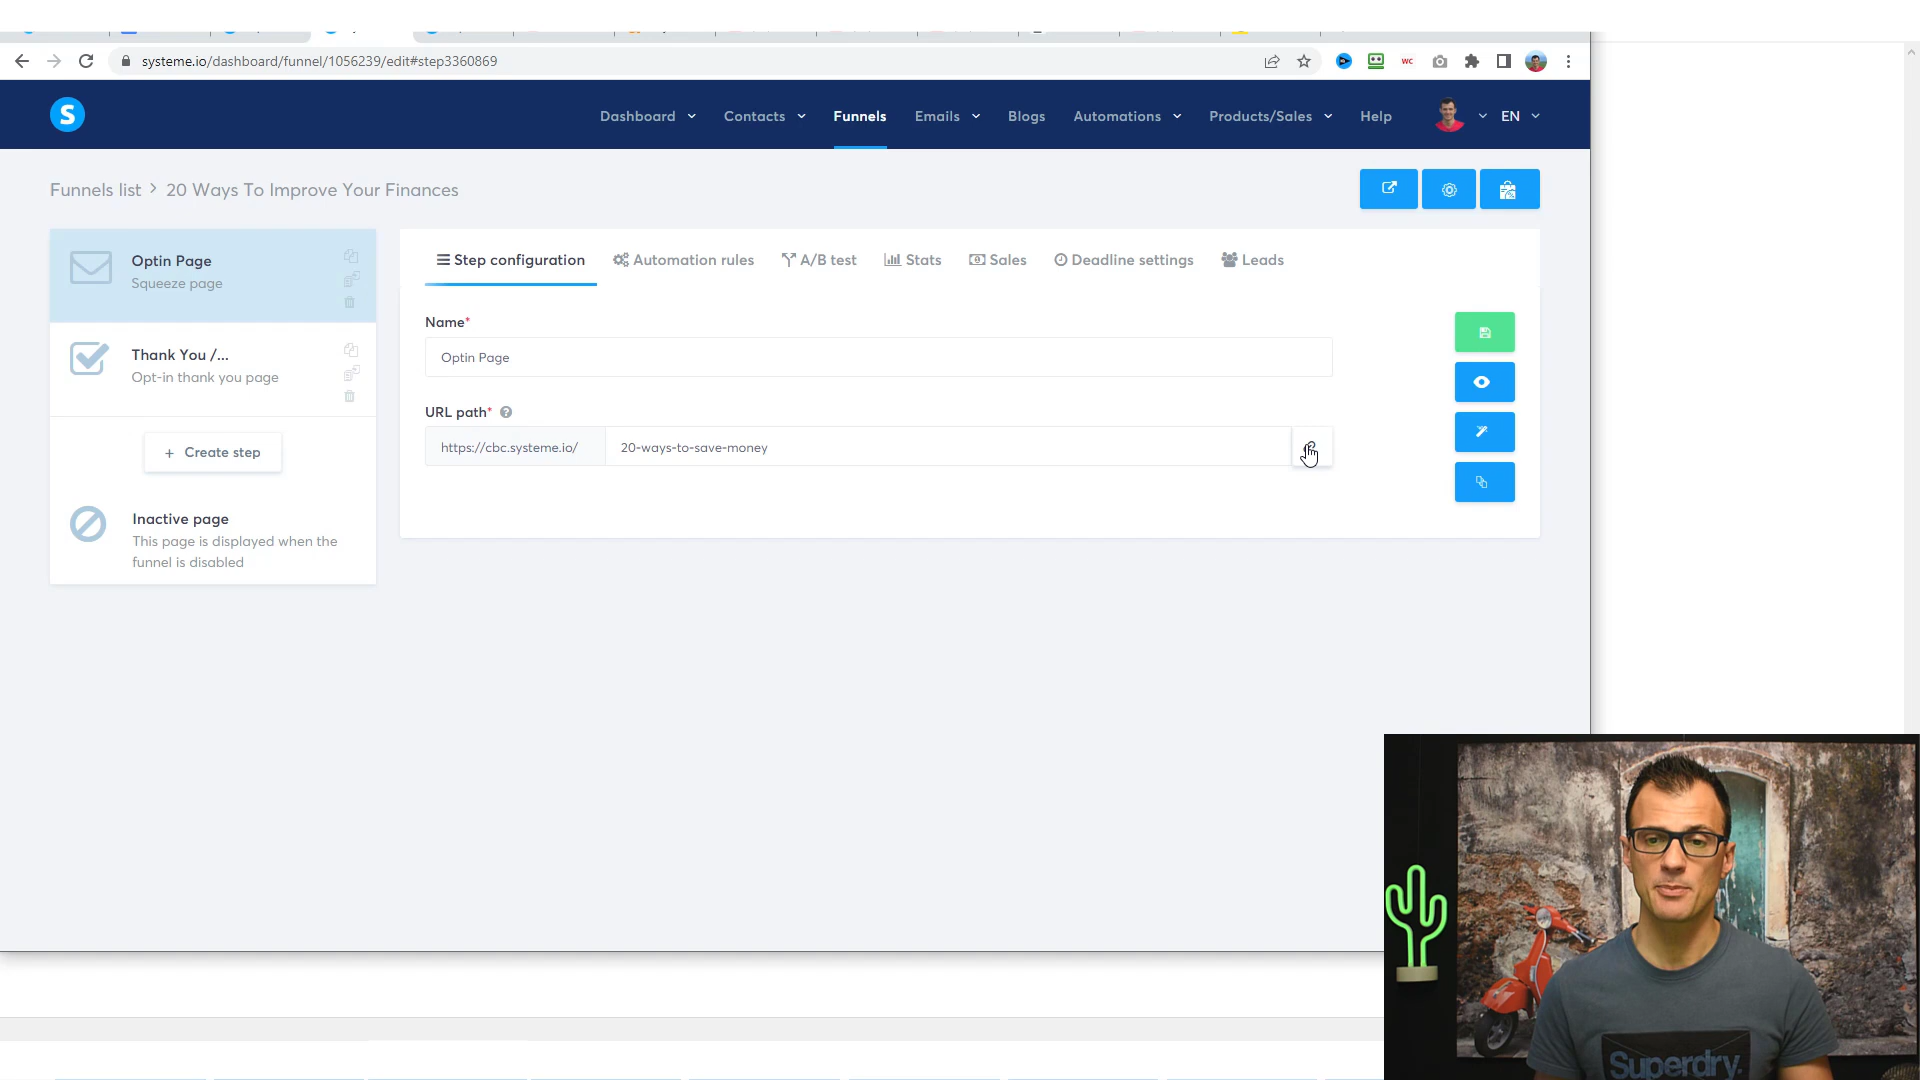 systeme.io/dashboard/funnel/1056239/edit#step3360869
WC
S
Dashboard
Contacts
Funnels
Emails
Blogs
Automations
Products/Sales
Help
EN
Funnels list > 20 Ways To Improve Your Finances
Optin Page
Squeeze page
Thank You /...
Opt-in thank you page
+ Create step
Inactive page
This page is displayed when the
funnel is disabled
Step configuration
Automation rules
A/B test
Stats
Sales
Deadline settings
Leads
Name*
Optin Page
URL path*
https://cbc.systeme.io/
20-ways-to-save-money
Superdry.